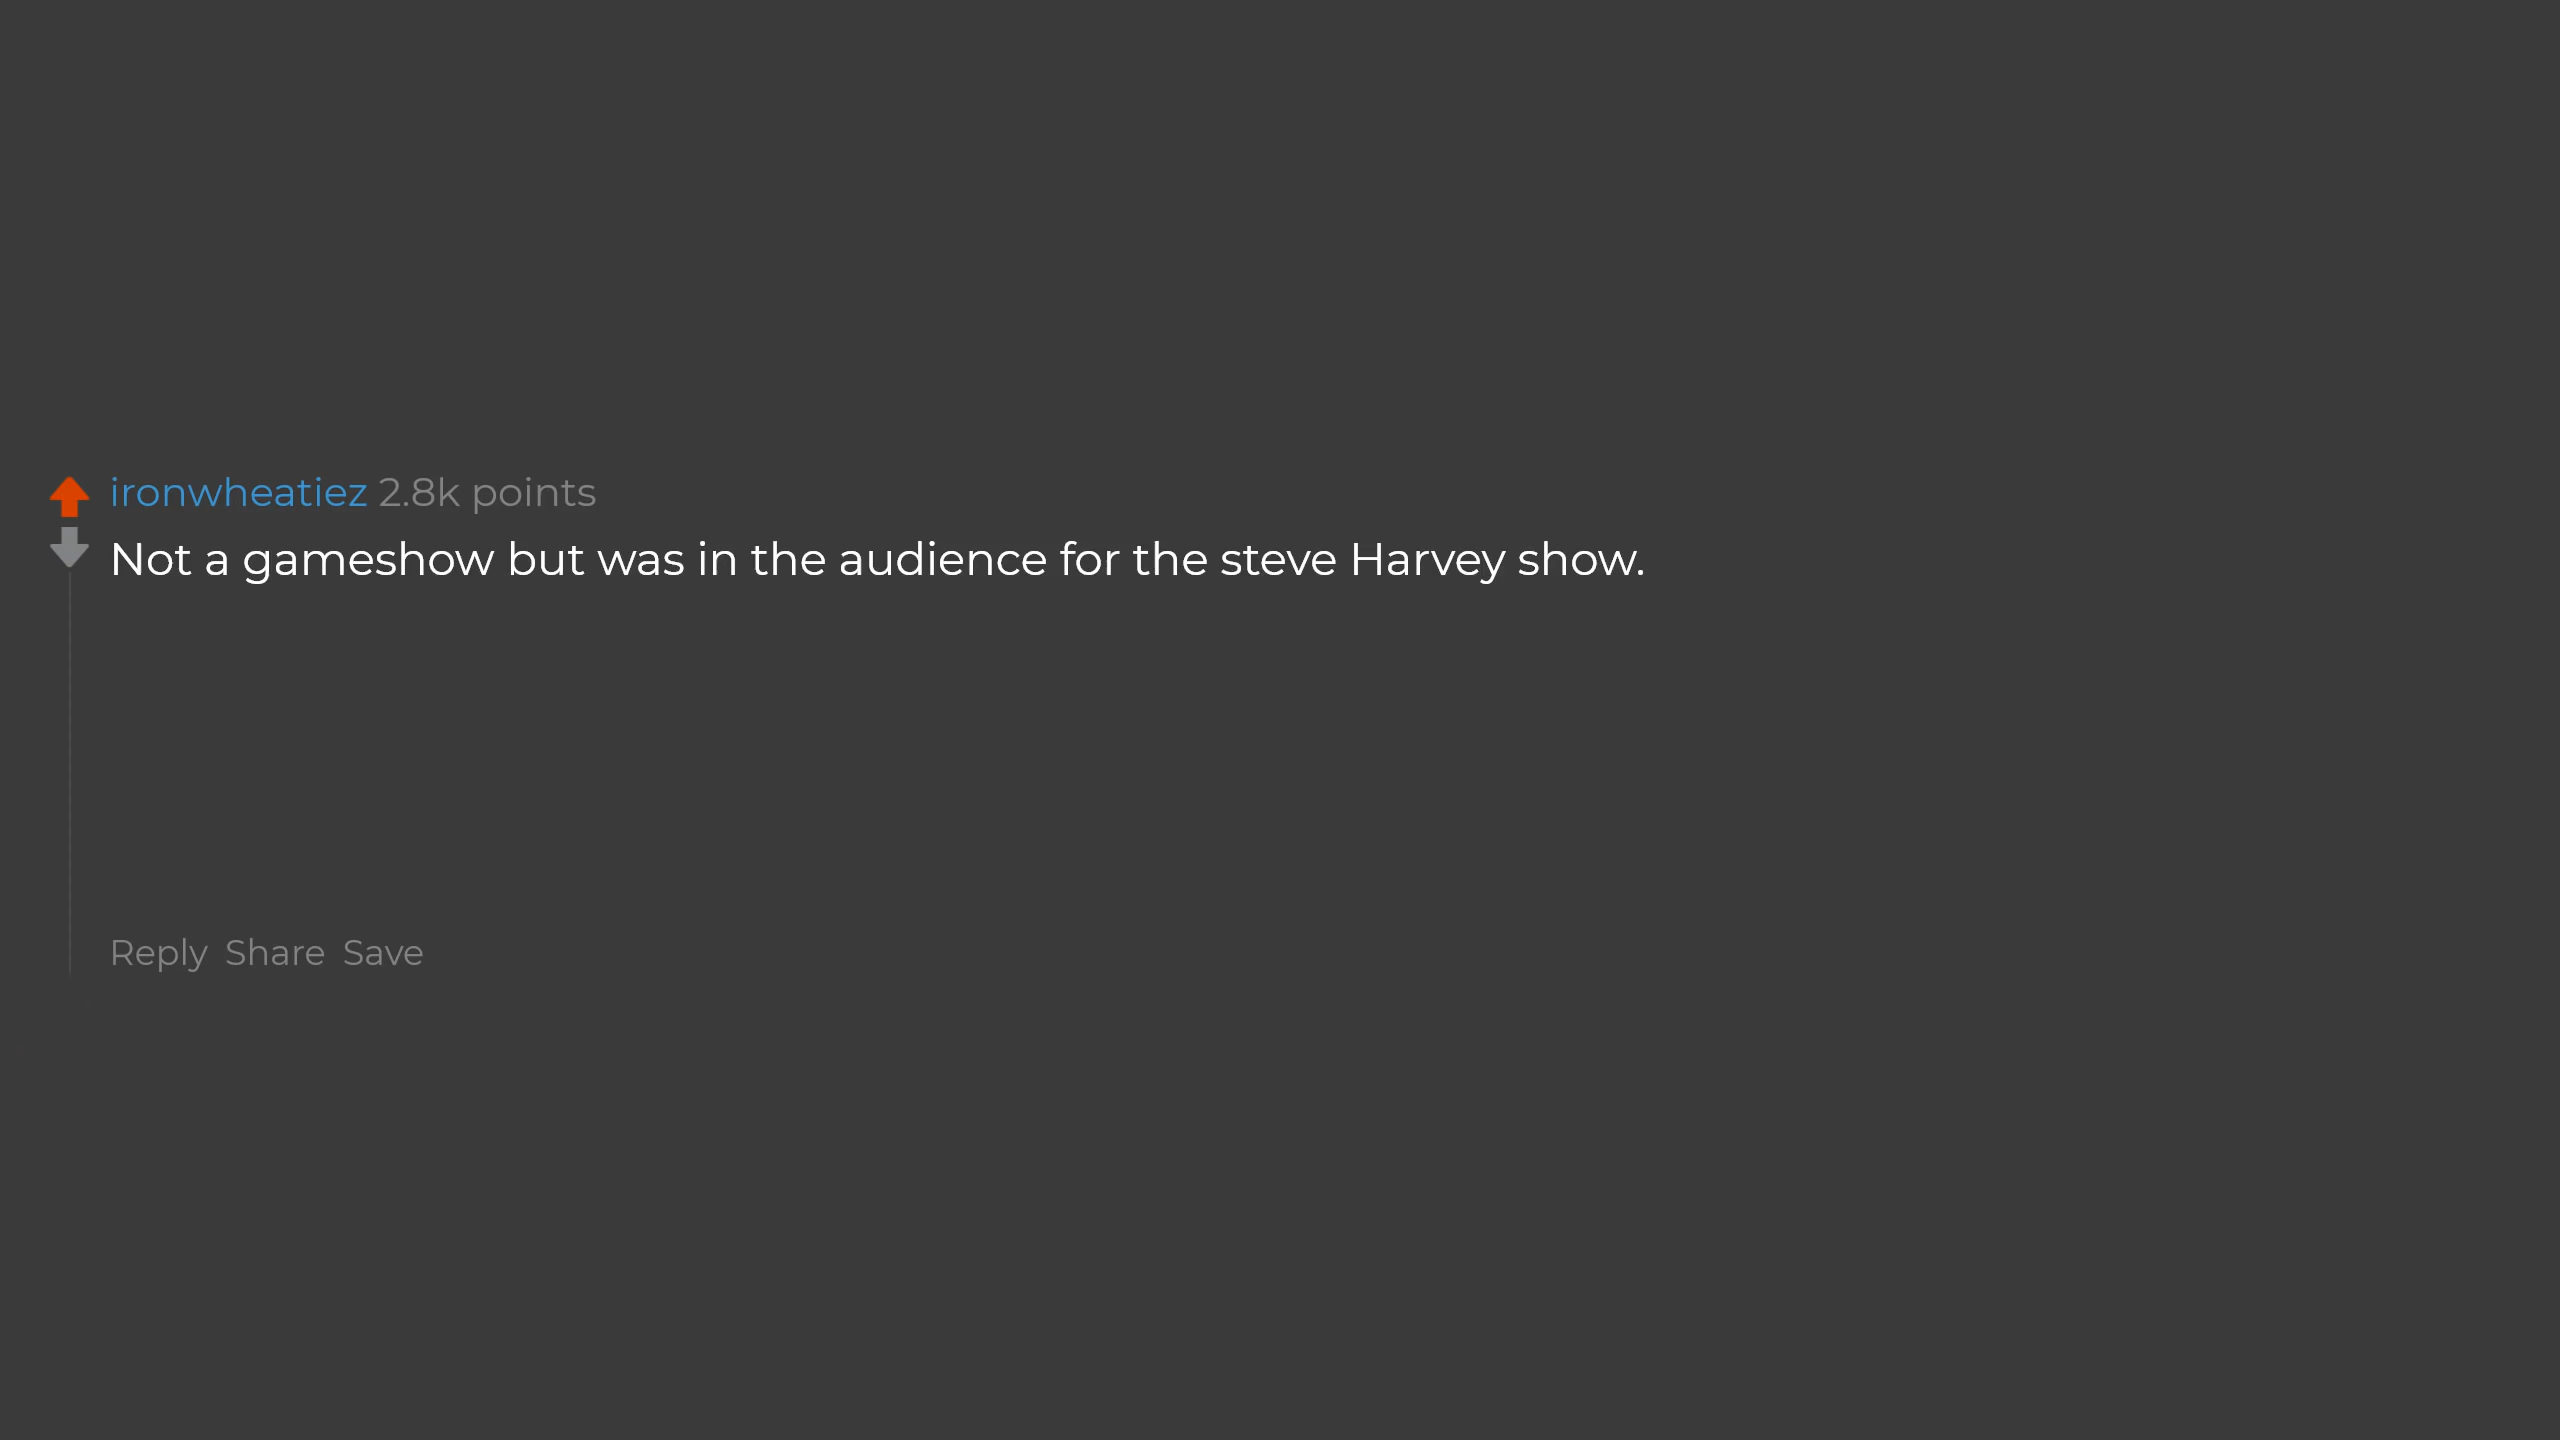 ironwheatiez 2.8k points
Not a gameshow but was in the audience for the steve Harvey show.
Reply Share Save